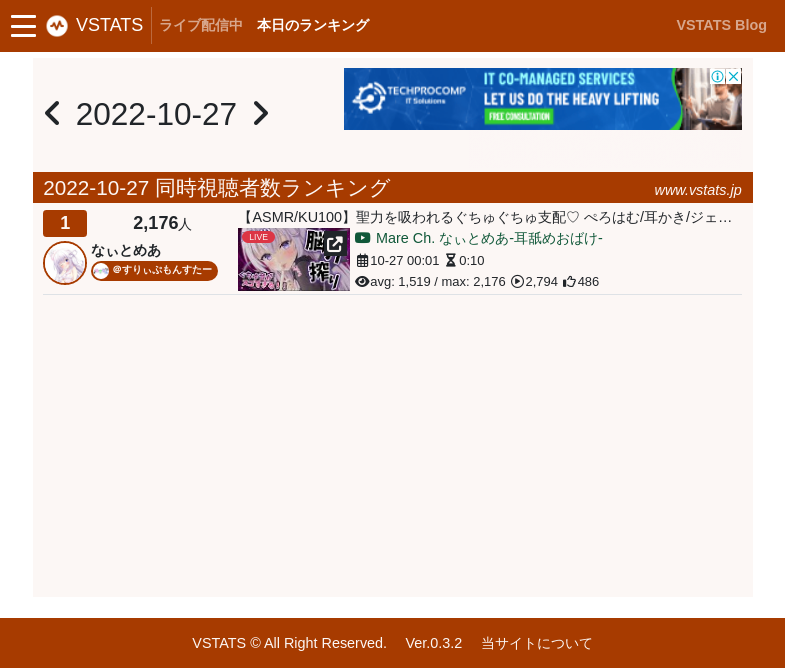 VSTATS ライブ配信中 本日のランキング VSTATS Blog
2022-10-27
TECHPROCOMP
IT Solutions
IT CO-MANAGED SERVICES
LET US DO THE HEAVY LIFTING
FREE CONSULTATION
2022-10-27 同時視聴者数ランキング www.vstats.jp
1 2,176人
なぃとめあ
@すりぃぷもんすたー
【ASMR/KU100】聖力を吸われるぐちゅぐちゅ支配♡ ぺろはむ/耳かき/ジェ…
LIVE
Mare Ch. なぃとめあ-耳舐めおばけ-
10-27 00:01 0:10
avg: 1,519 / max: 2,176 2,794 486
VSTATS © All Right Reserved. Ver.0.3.2 当サイトについて